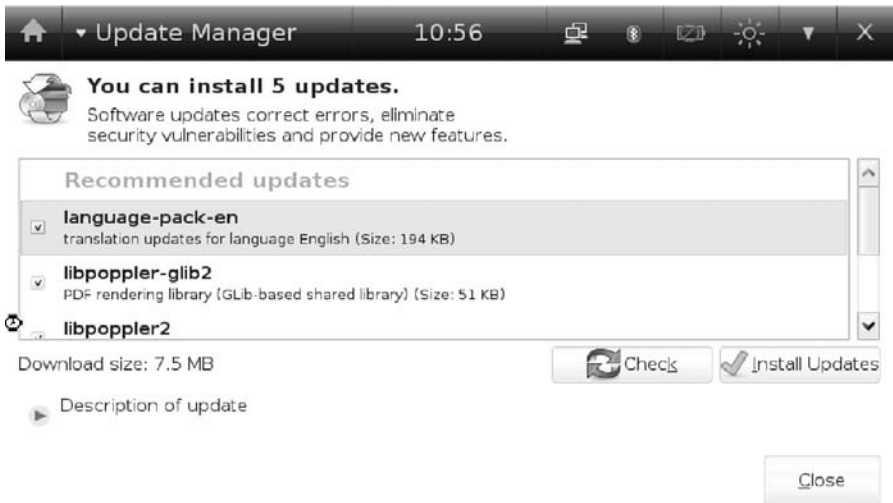 Update Manager 10:56
You can install 5 updates.
Software updates correct errors, eliminate
security vulnerabilities and provide new features.
Recommended updates
language-pack-en
translation updates for language English (Size: 194 KB)
libpoppler-glib2
PDF rendering library (GLib-based shared library) (Size: 51 KB)
libpoppler2
Download size: 7.5 MB
Check
Install Updates
Description of update
Close